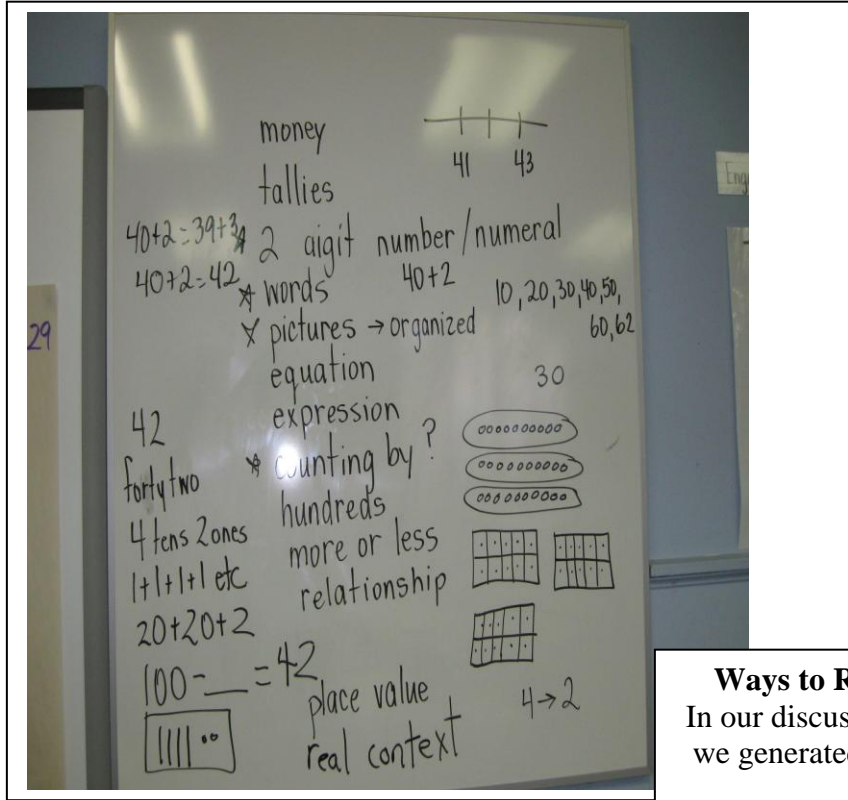 money
tallies
41 43
40+2=39+3
2 aigit number/numeral
40+2=42
words
40+2
10,20,30,40,50,
60,62
pictures → organized
equation
30
expression
counting by ?
hundreds
more or less
relationship
42
forty two
4 tens 2 ones
1+1+1+1 etc
20+20+2
100-__=42
place value
4→2
real context
29
Eng
Ways to R
In our discus
we generated